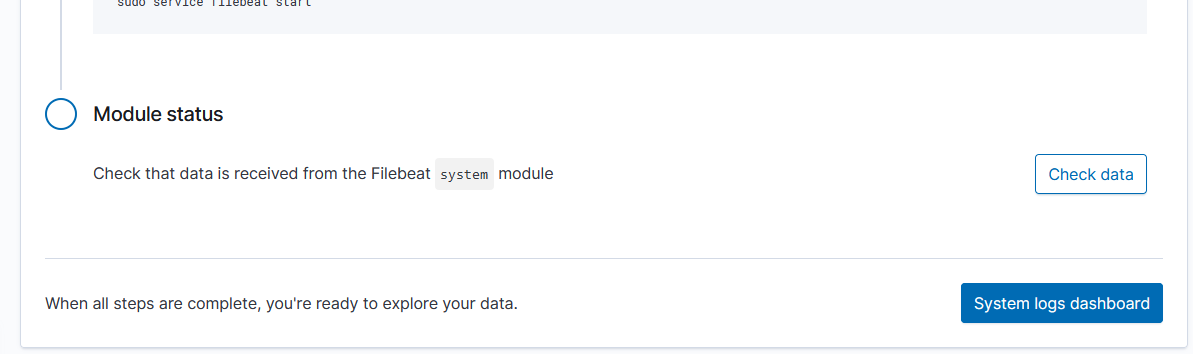 sudo service filebeat start
Module status
Check that data is received from the Filebeat system module
Check data
When all steps are complete, you're ready to explore your data.
System logs dashboard